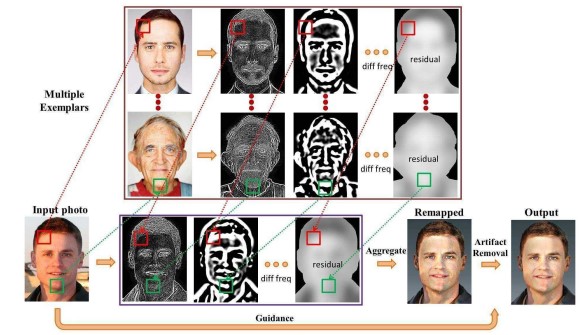 residual
diff freq
Multiple
Exemplars
residual
diff freq
Input photo
Remapped
Output
residual
diff freq
Aggregate
Artifact
Removal
Guidance